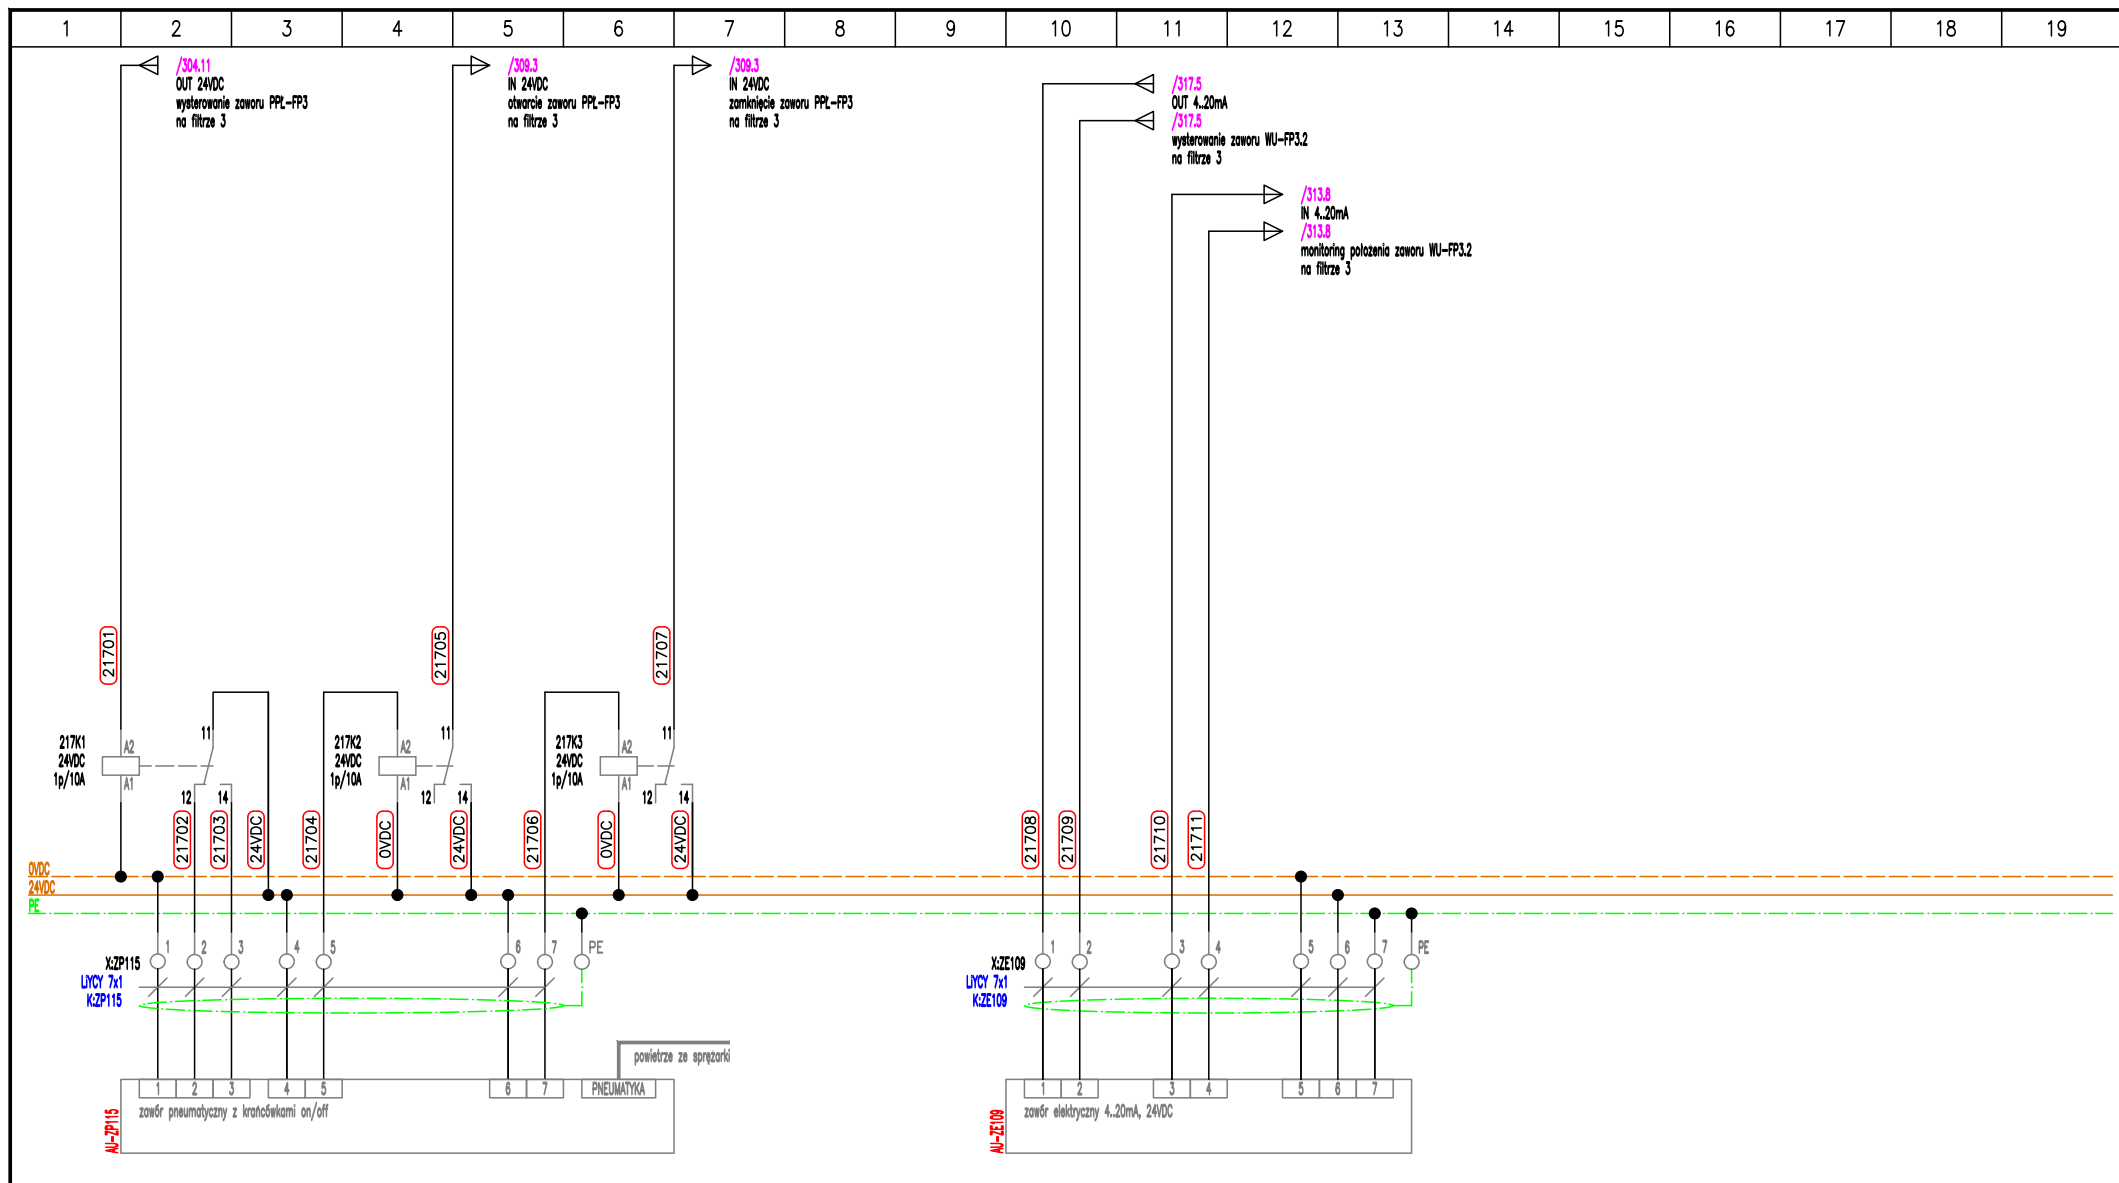 1 2 3 4 5 6 7 8 9 10 11 12 13 14 15 16 17 18 19
/304.11
OUT 24VDC
wysterowanie zaworu PPŁ-FP3
na filtrze 3
/309.3
IN 24VDC
otwarcie zaworu PPŁ-FP3
na filtrze 3
/309.3
IN 24VDC
zamknięcie zaworu PPŁ-FP3
na filtrze 3
/317.5
OUT 4..20mA
/317.5
wysterowanie zaworu WU-FP3.2
na filtrze 3
/313.8
IN 4..20mA
/313.8
monitoring położenia zaworu WU-FP3.2
na filtrze 3
21701
21705
21707
217K1
24VDC
1p/10A
A2
A1
11
12
14
217K2
24VDC
1p/10A
A2
A1
11
12
14
217K3
24VDC
1p/10A
A2
A1
11
12
14
21702
21703
24VDC
21704
0VDC
24VDC
21706
0VDC
24VDC
21708
21709
21710
21711
0VDC
24VDC
PE
X:ZP115
1 2 3 4 5 6 7 PE
LiYCY 7x1
K:ZP115
X:ZE109
1 2 3 4 5 6 7 PE
LiYCY 7x1
K:ZE109
powietrze ze sprężarki
1 2 3 4 5 6 7 PNEUMATYKA
zawór pneumatyczny z krańcówkami on/off
AU-ZP115
1 2 3 4 5 6 7
zawór elektryczny 4..20mA, 24VDC
AU-ZE109